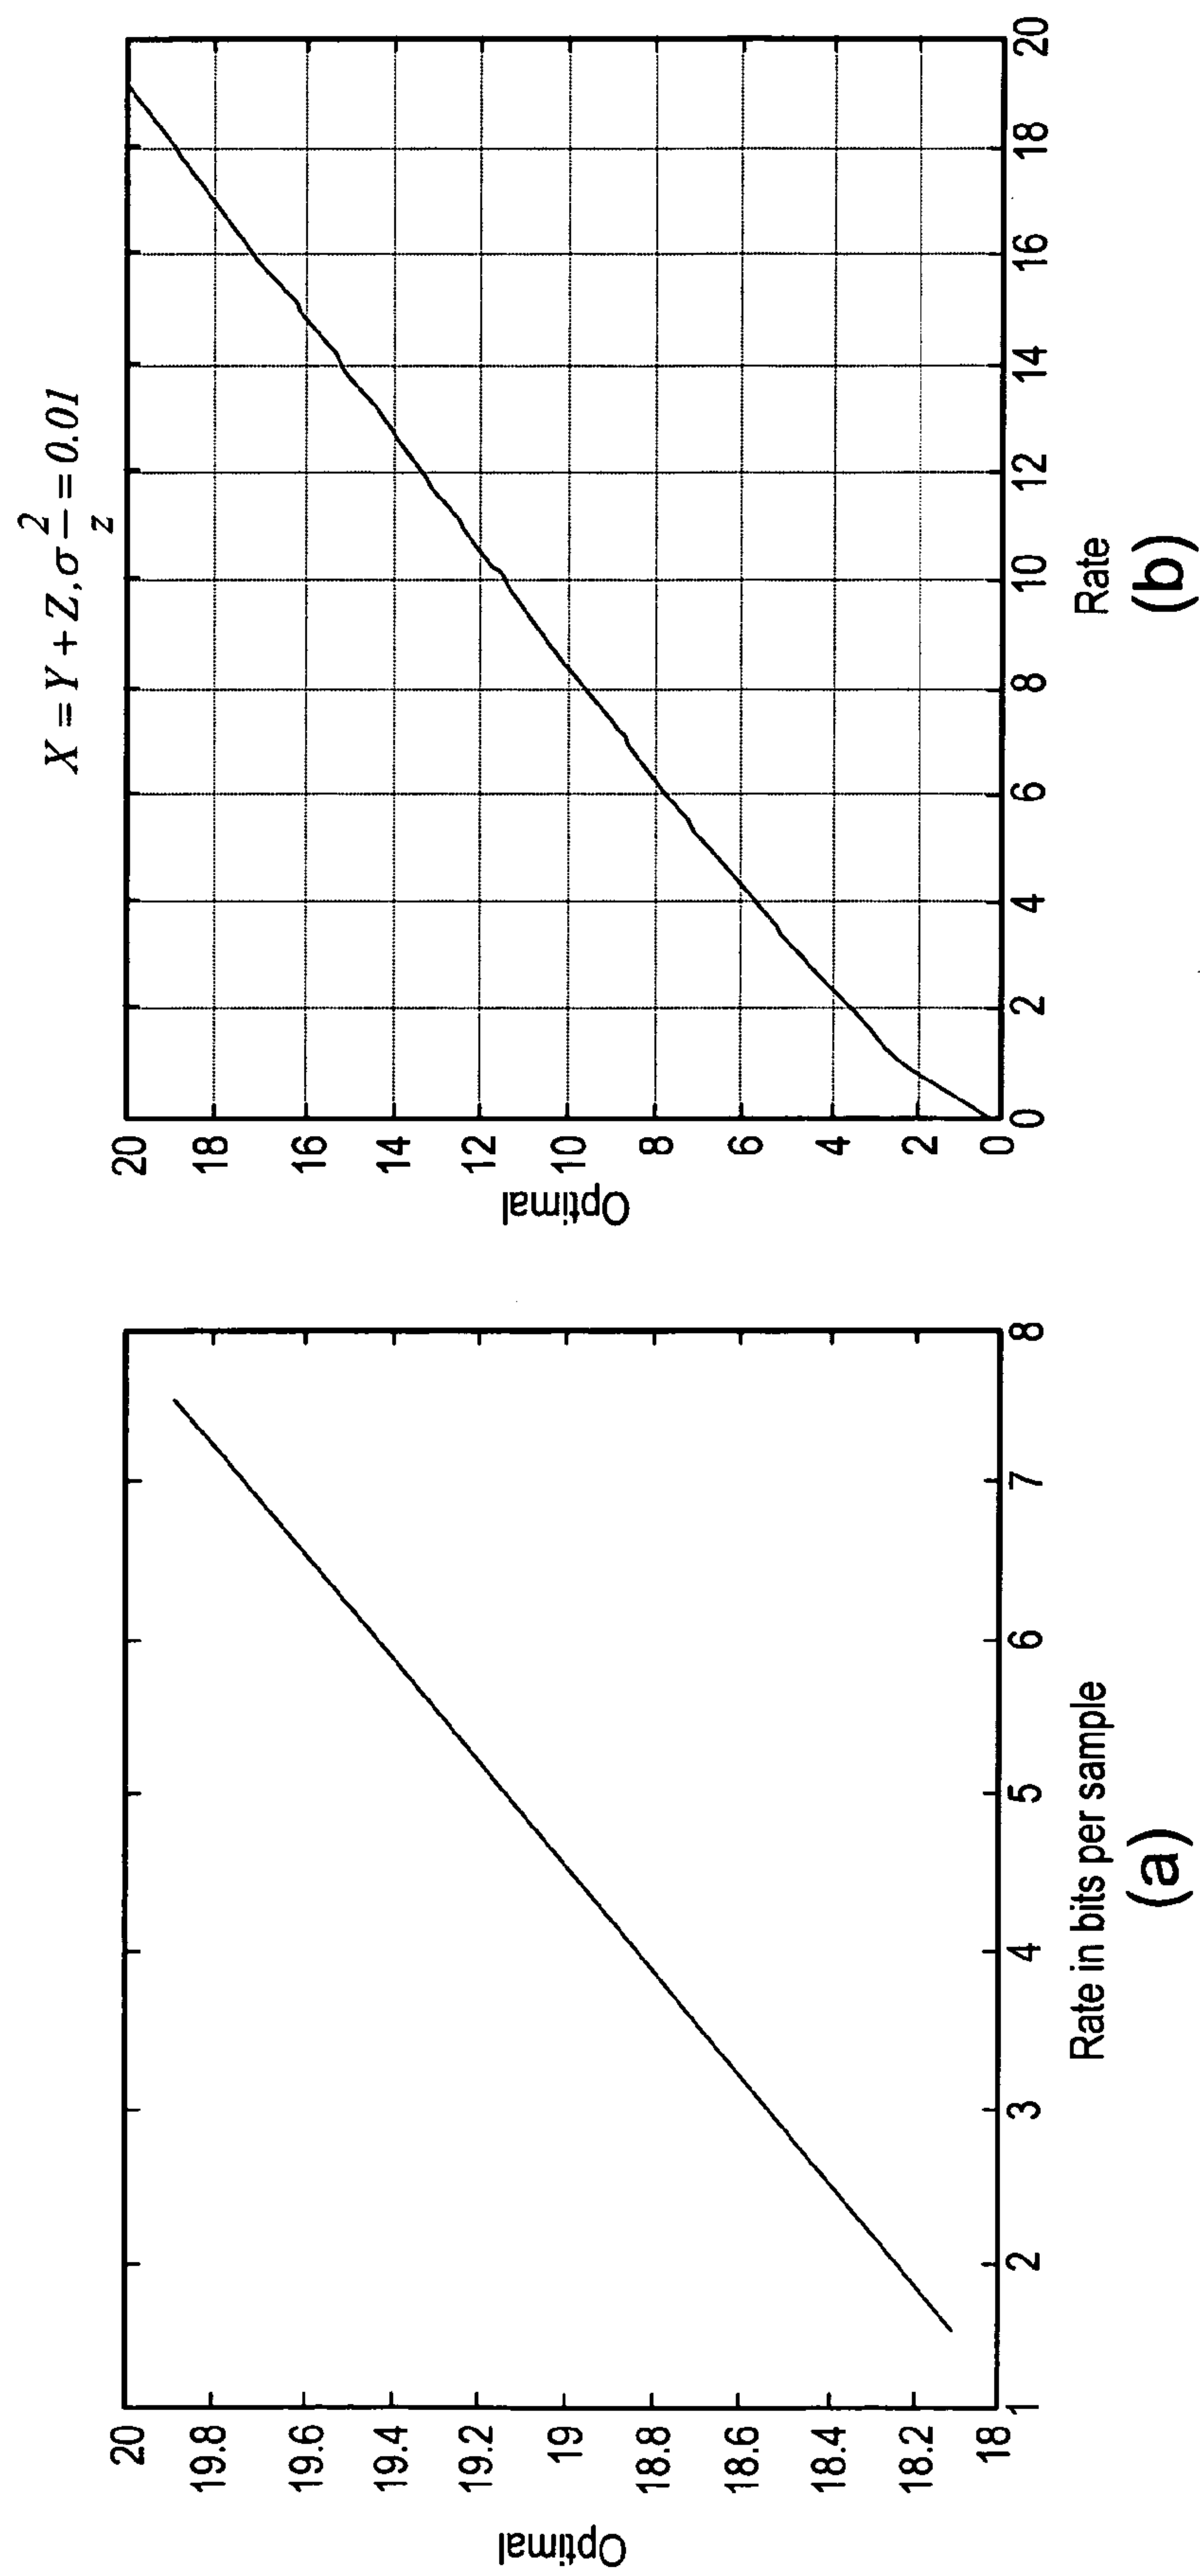 20
19.8
19.6
19.4
19.2
19
18.8
18.6
18.4
18.2
18
Optimal
1 2 3 4 5 6 7 8
Rate in bits per sample
(a)
X = Y + Z, σ² = 0.01
z
20
18
16
14
12
10
8
6
4
2
0
Optimal
0 2 4 6 8 10 12 14 16 18 20
Rate
(b)